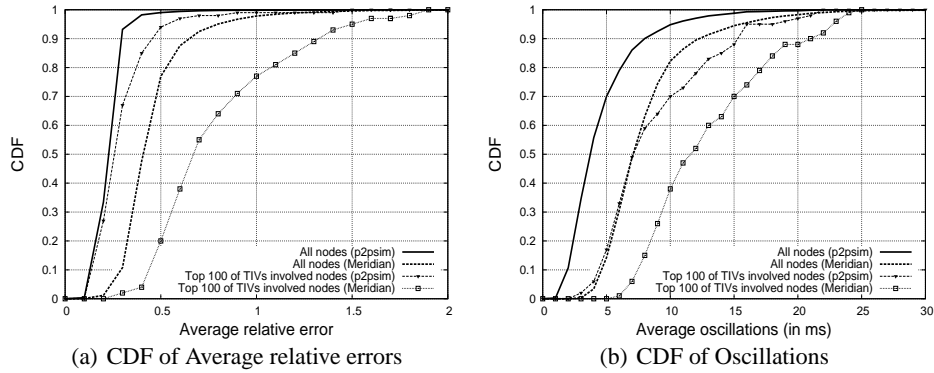 1
0.9
0.8
0.7
0.6
0.5
0.4
0.3
0.2
0.1
0
CDF
0 0.5 1 1.5 2
Average relative error
All nodes (p2psim)
All nodes (Meridian)
Top 100 of TIVs involved nodes (p2psim)
Top 100 of TIVs involved nodes (Meridian)
(a) CDF of Average relative errors
1
0.9
0.8
0.7
0.6
0.5
0.4
0.3
0.2
0.1
0
CDF
0 5 10 15 20 25 30
Average oscillations (in ms)
All nodes (p2psim)
All nodes (Meridian)
Top 100 of TIVs involved nodes (p2psim)
Top 100 of TIVs involved nodes (Meridian)
(b) CDF of Oscillations